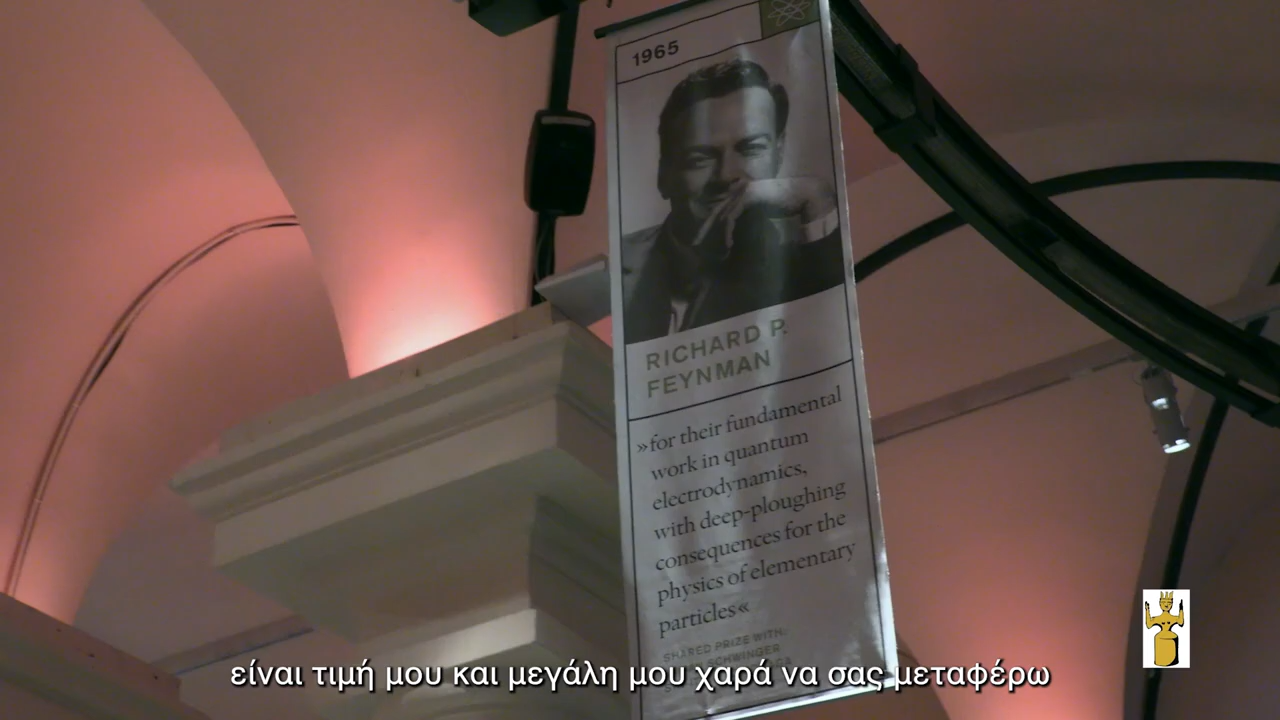 1965
RICHARD P.
FEYNMAN
»for their fundamental
work in quantum
electrodynamics,
with deep-ploughing
consequences for the
physics of elementary
particles«
SHARED PRIZE WITH:
SCHWINGER
είναι τιμή μου και μεγάλη μου χαρά να σας μεταφέρω